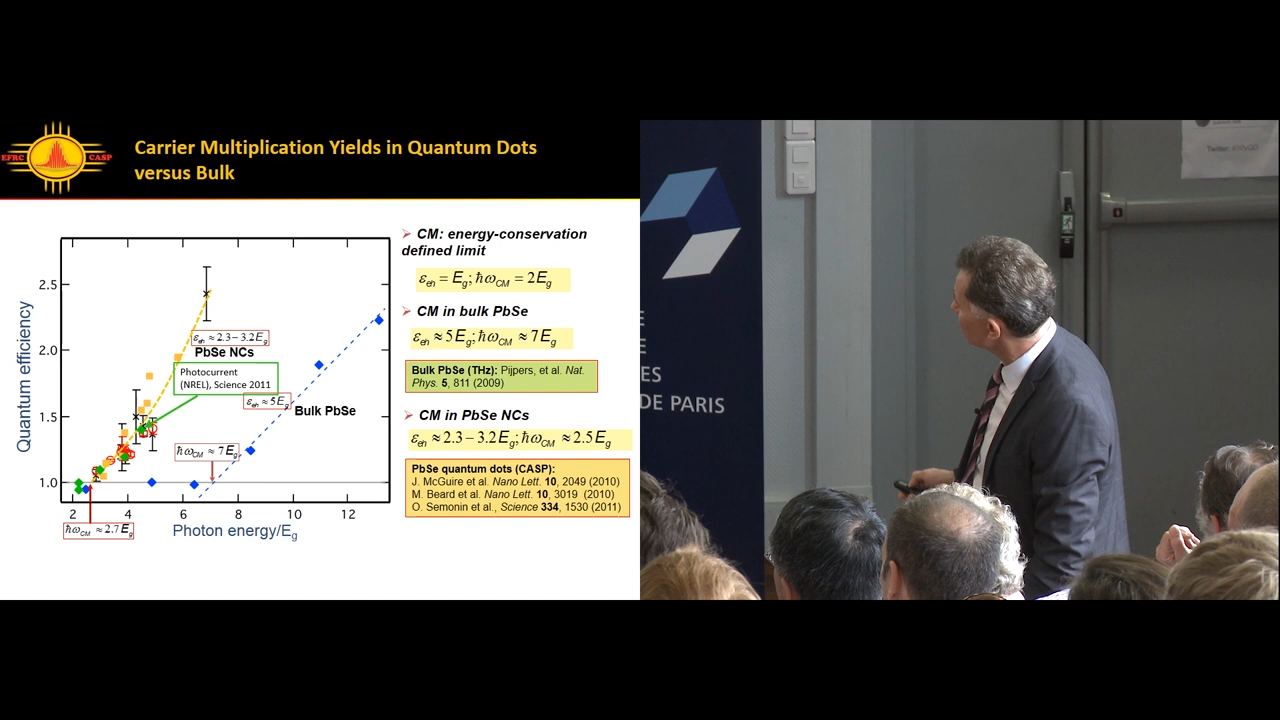 EFRC CASP
Carrier Multiplication Yields in Quantum Dots
versus Bulk
Quantum efficiency
2.5
2.0
1.5
1.0
2 4 6 8 10 12
Photon energy/Eg
εeh ≈ 2.3 – 3.2Eg
PbSe NCs
Photocurrent
(NREL), Science 2011
εeh ≈ 5Eg
Bulk PbSe
ħωCM ≈ 7Eg
ħωCM ≈ 2.7Eg
➢ CM: energy-conservation
defined limit
εeh = Eg; ħωCM = 2Eg
➢ CM in bulk PbSe
εeh ≈ 5Eg; ħωCM ≈ 7Eg
Bulk PbSe (THz): Pijpers, et al. Nat.
Phys. 5, 811 (2009)
➢ CM in PbSe NCs
εeh ≈ 2.3 – 3.2Eg; ħωCM ≈ 2.5Eg
PbSe quantum dots (CASP):
J. McGuire et al. Nano Lett. 10, 2049 (2010)
M. Beard et al. Nano Lett. 10, 3019 (2010)
O. Semonin et al., Science 334, 1530 (2011)
E
E
ES
DE PARIS
Twitter: